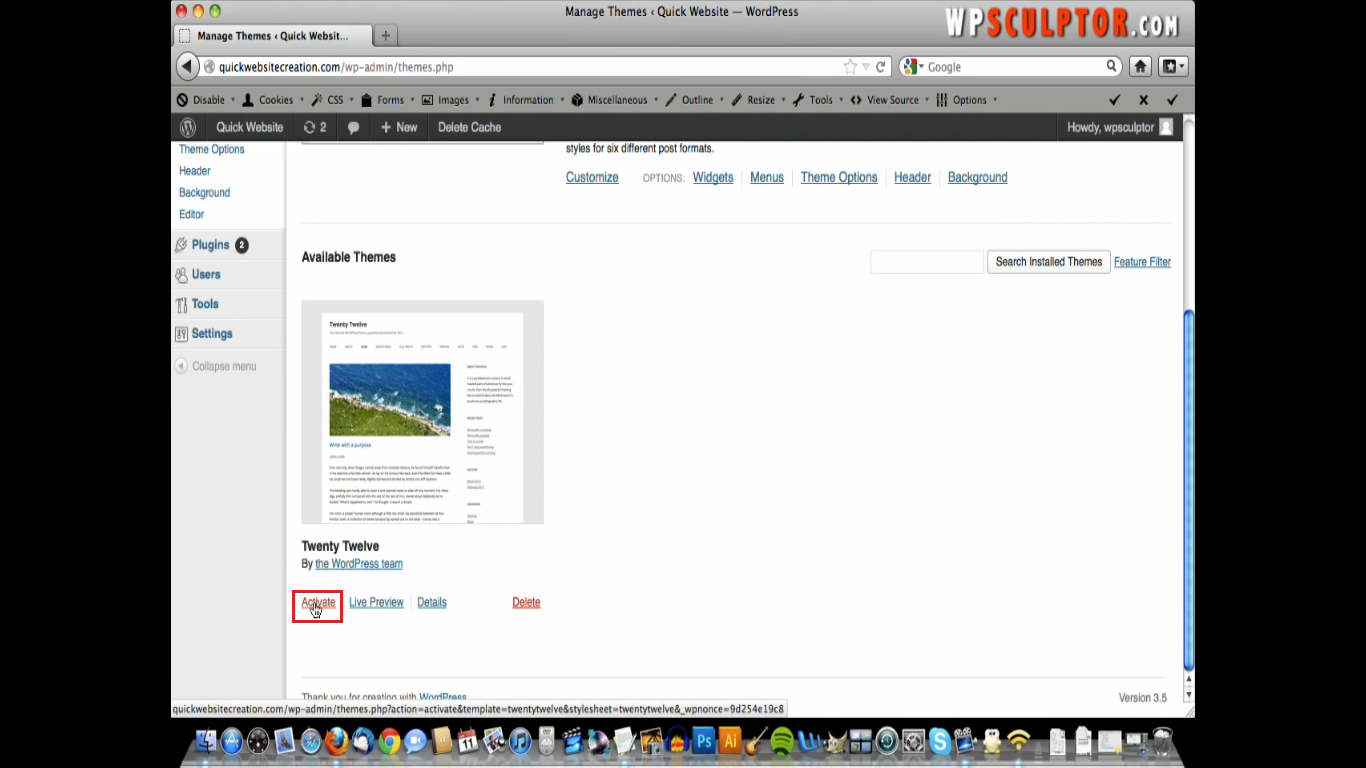 Manage Themes ‹ Quick Website — WordPress
WPSCULPTOR.COM
Manage Themes ‹ Quick Websit...
quickwebsitecreation.com/wp-admin/themes.php
Google
Disable Cookies CSS Forms Images Information Miscellaneous Outline Resize Tools View Source Options
Quick Website 2 + New Delete Cache Howdy, wpsculptor
Theme Options
Header
Background
Editor
Plugins 2
Users
Tools
Settings
Collapse menu
styles for six different post formats.
Customize OPTIONS: Widgets Menus Theme Options Header Background
Available Themes
Search Installed Themes Feature Filter
Twenty Twelve
Write with a purpose
Twenty Twelve
By the WordPress team
Activate Live Preview Details Delete
Thank you for creating with WordPress
Version 3.5
quickwebsitecreation.com/wp-admin/themes.php?action=activate&template=twentytwelve&stylesheet=twentytwelve&_wpnonce=9d254e19c8
11
Ps
Ai